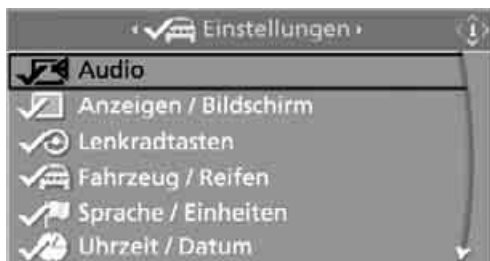 Einstellungen
Audio
Anzeigen / Bildschirm
Lenkradtasten
Fahrzeug / Reifen
Sprache / Einheiten
Uhrzeit / Datum